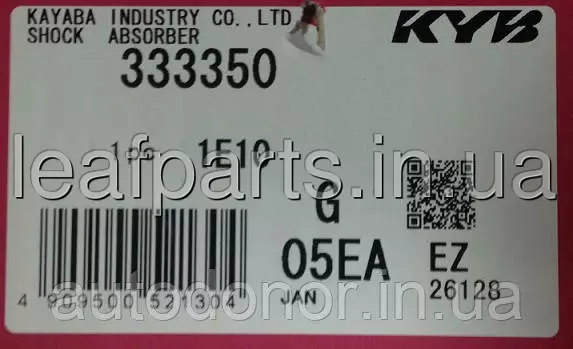 KAYABA INDUSTRY CO.,LTD
KYB
SHOCK ABSORBER
333350
1pc 1E10
leafparts.in.ua
G
05EA EZ
26128
4 909500 521304
JAN
autodonor.in.ua